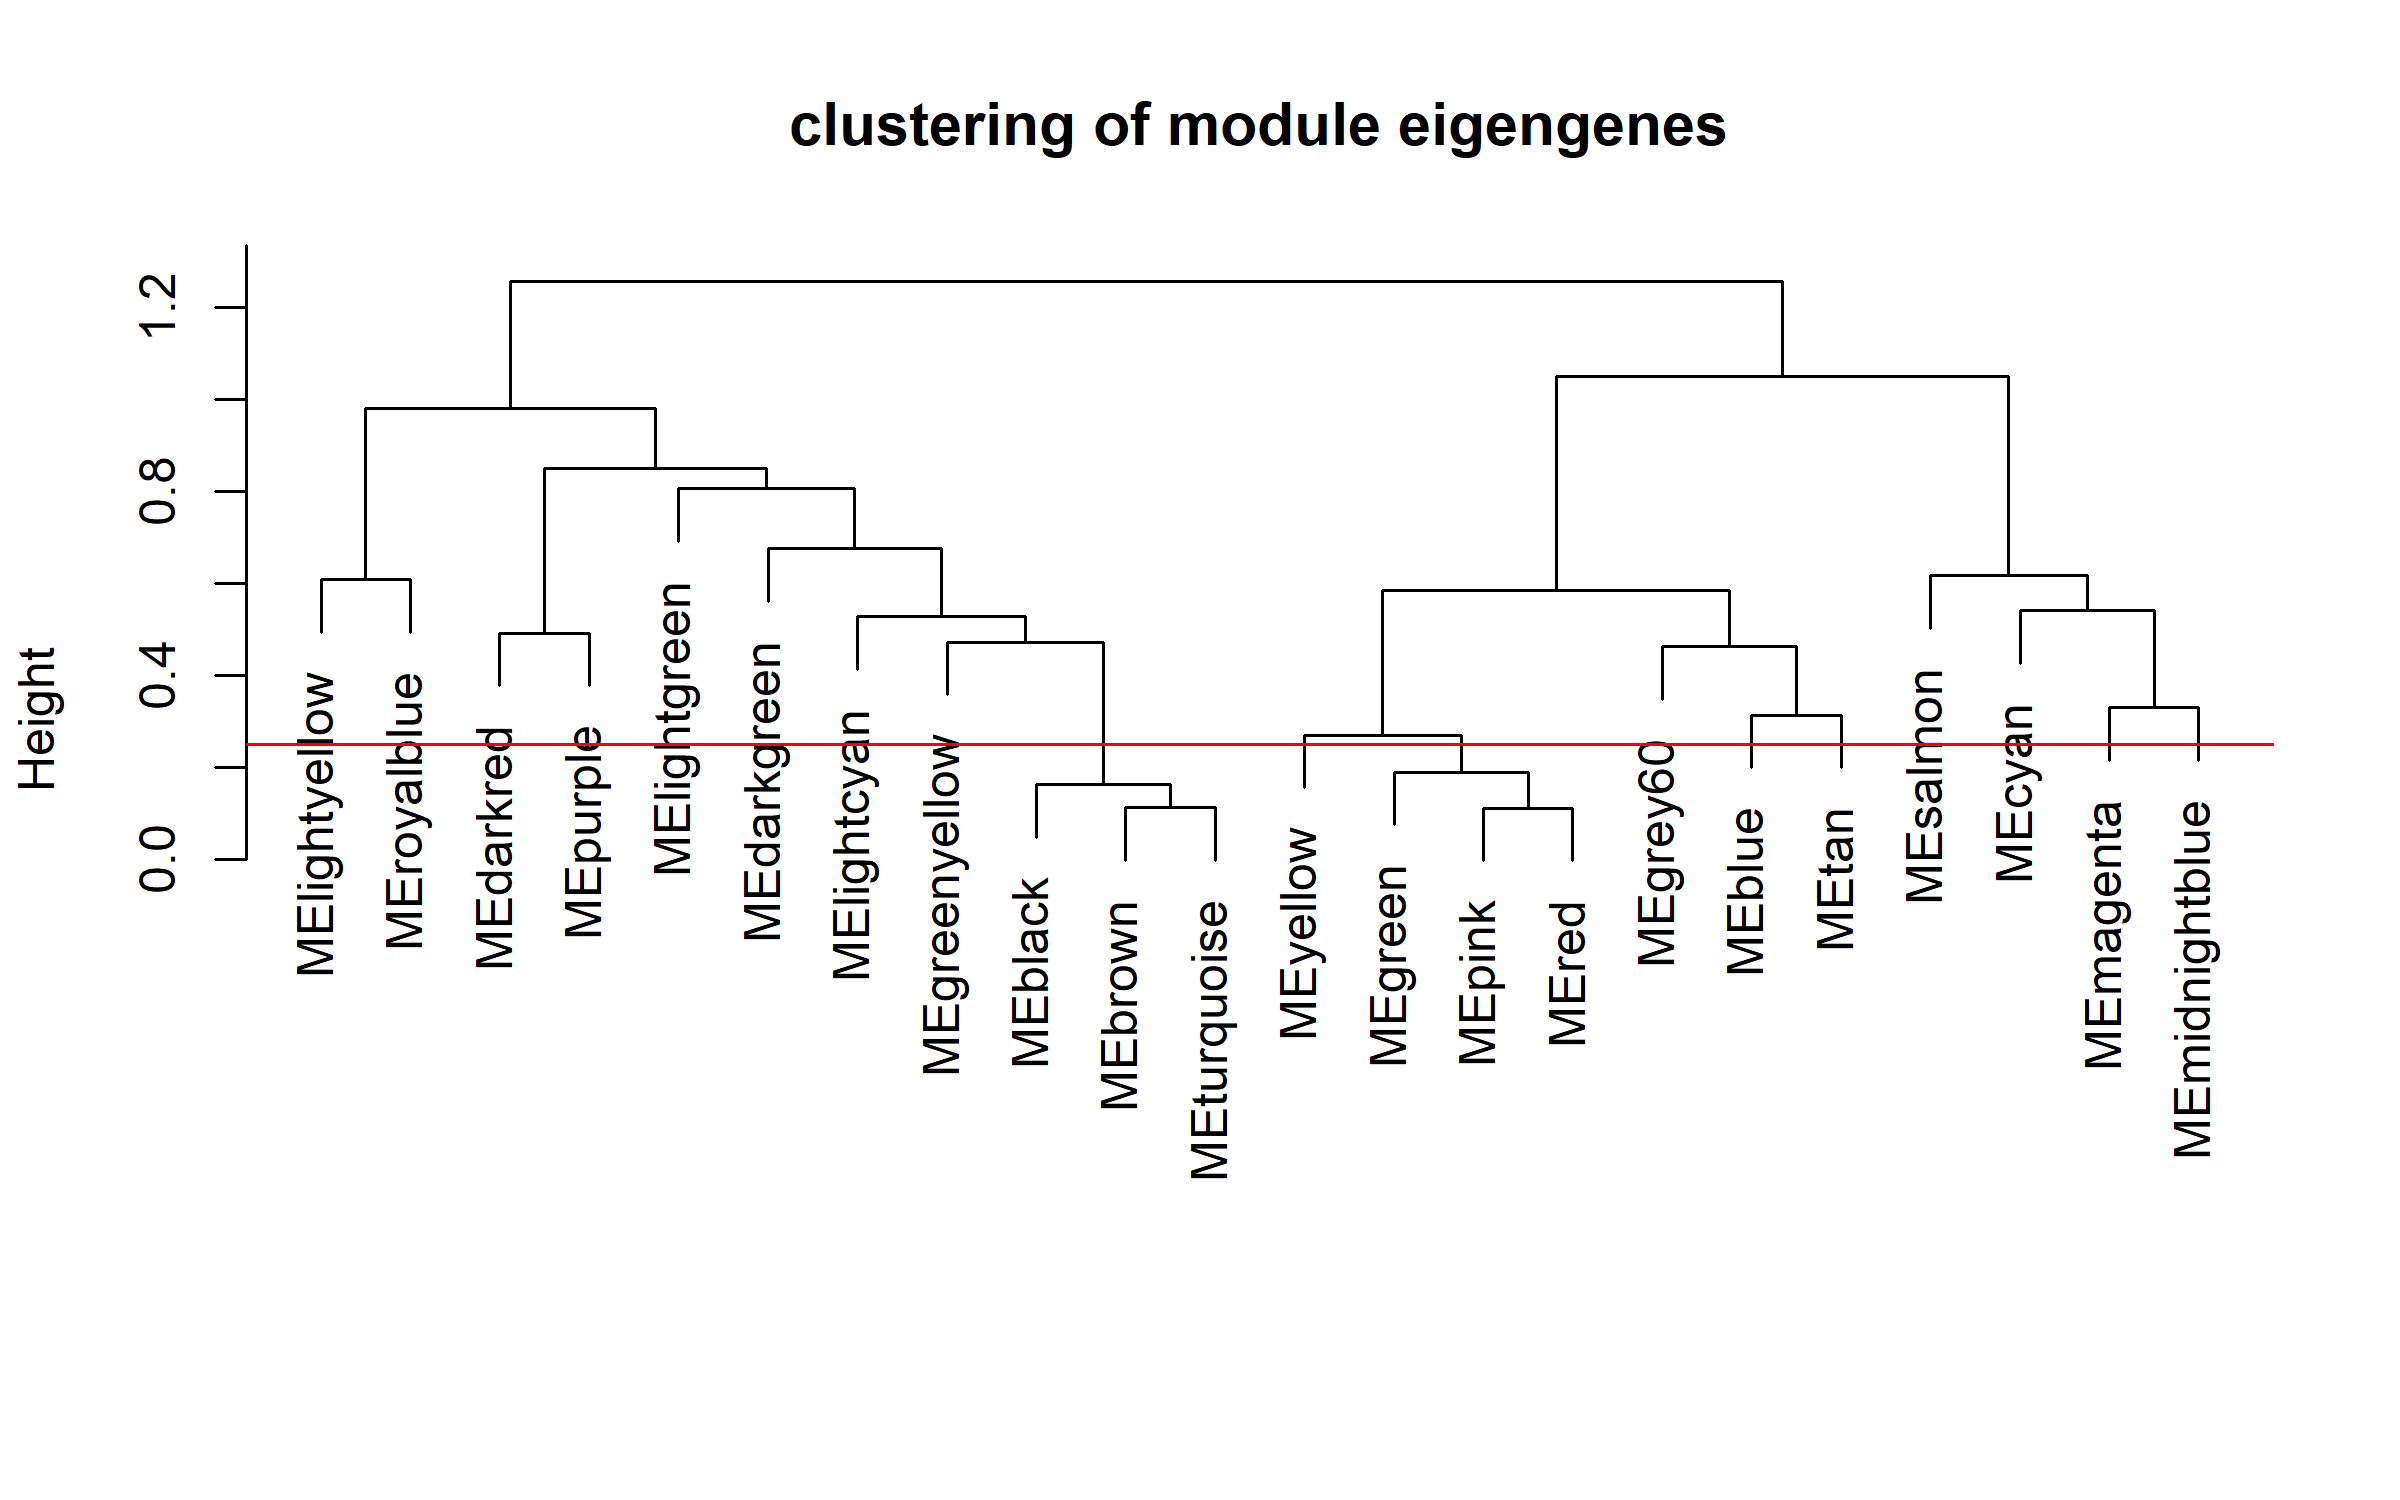 clustering of module eigengenes
Height
0.0
0.4
0.8
1.2
MElightyellow
MEroyalblue
MEdarkred
MEpurple
MElightgreen
MEdarkgreen
MElightcyan
MEgreenyellow
MEblack
MEbrown
MEturquoise
MEyellow
MEgreen
MEpink
MEred
MEgrey60
MEblue
MEtan
MEsalmon
MEcyan
MEmagenta
MEmidnightblue